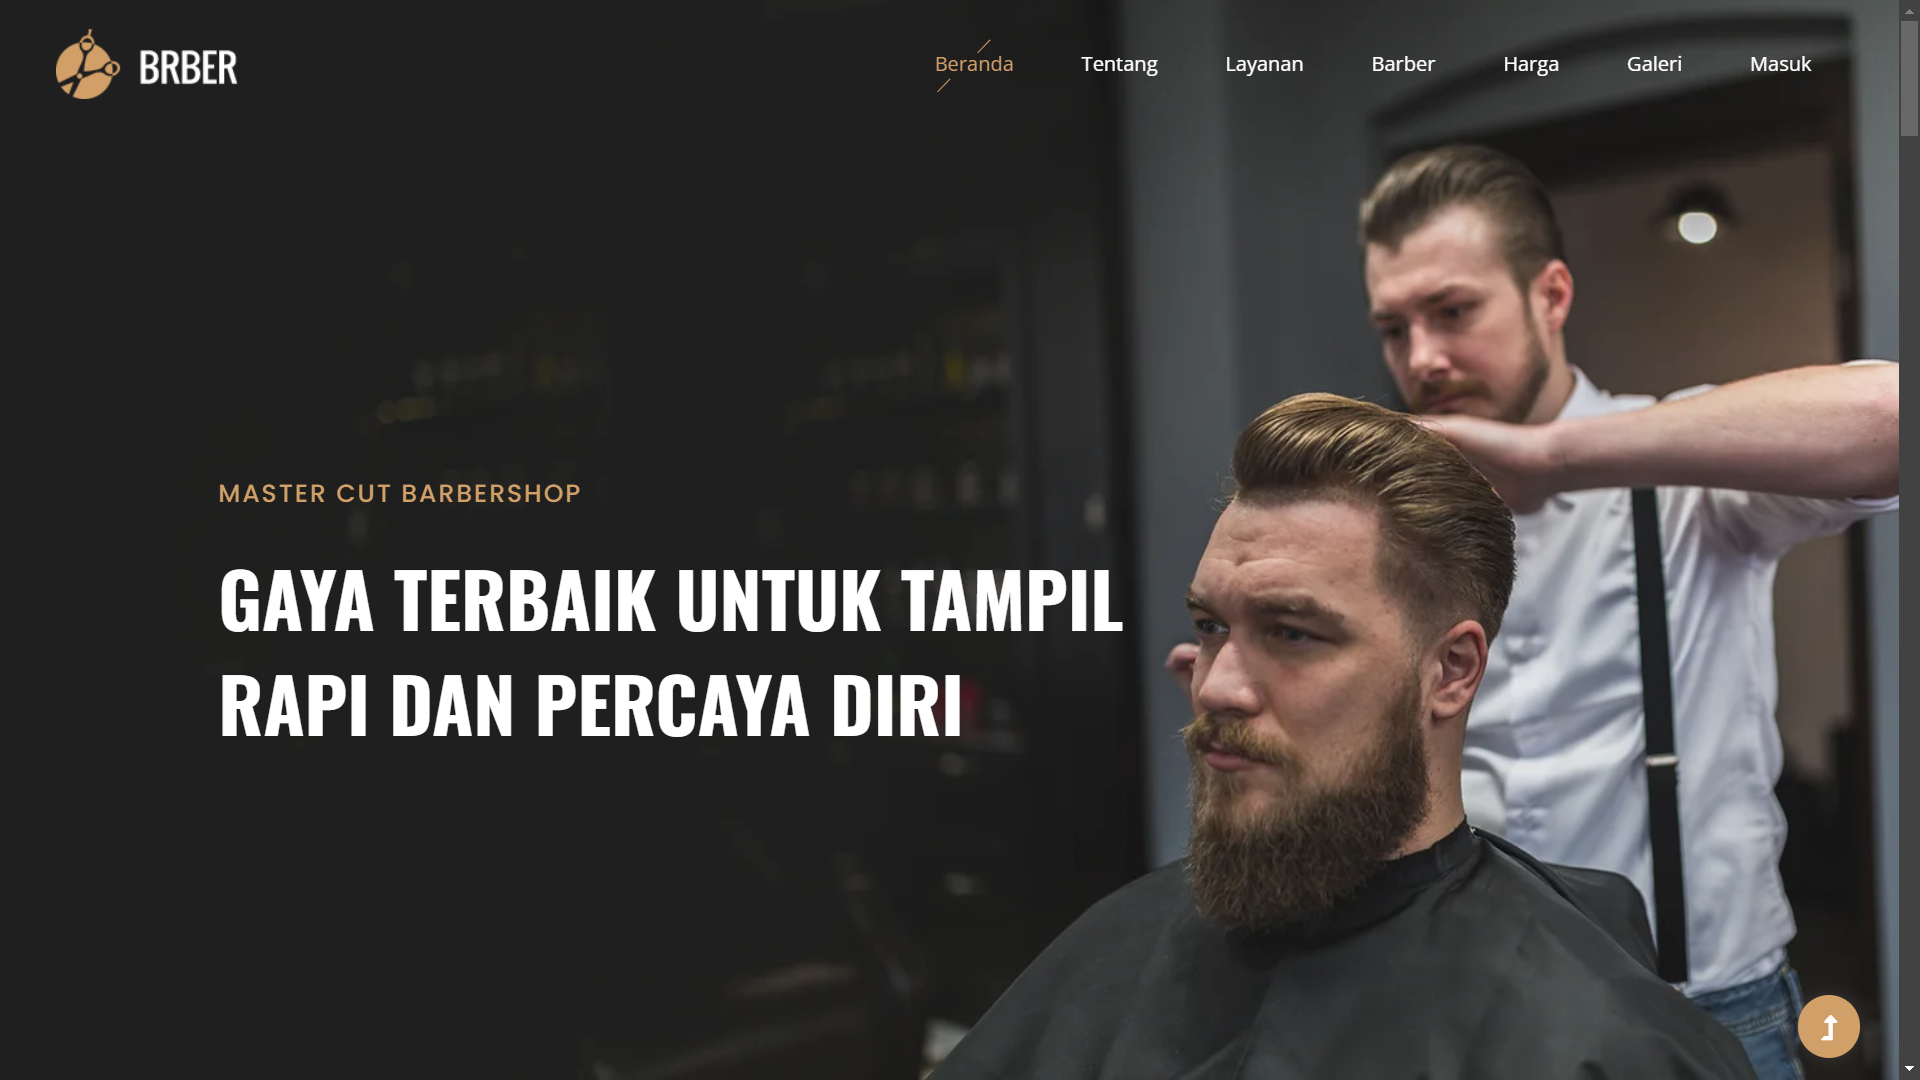 BRBER
Beranda Tentang Layanan Barber Harga Galeri Masuk
MASTER CUT BARBERSHOP
GAYA TERBAIK UNTUK TAMPIL
RAPI DAN PERCAYA DIRI